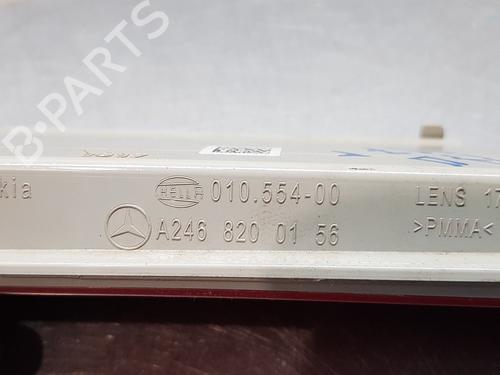 B-PARTS
kia HELLA 010.554-00 LENS 17
A246 820 01 56 >PMMA<